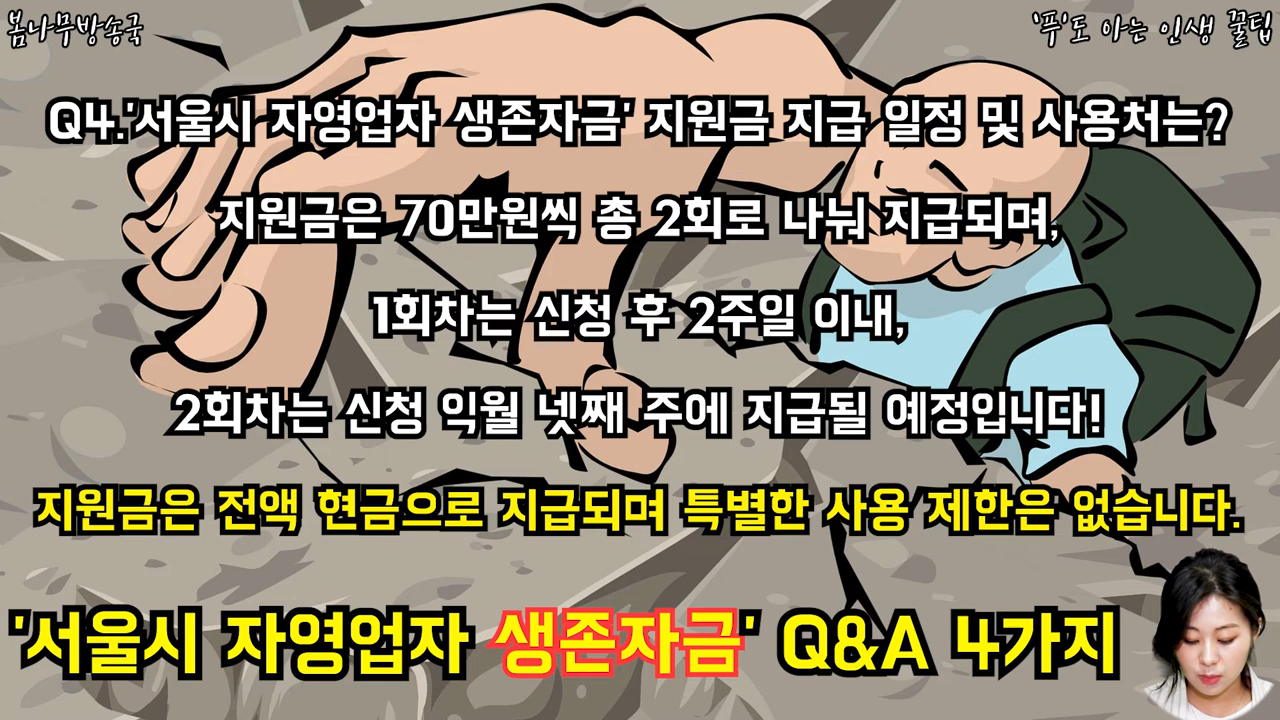 봄나무방송국
'푸'도 아는 인생 꿀팁
Q4.'서울시 자영업자 생존자금' 지원금 지급 일정 및 사용처는?
지원금은 70만원씩 총 2회로 나눠 지급되며,
1회차는 신청 후 2주일 이내,
2회차는 신청 익월 넷째 주에 지급될 예정입니다!
지원금은 전액 현금으로 지급되며 특별한 사용 제한은 없습니다.
'서울시 자영업자 생존자금' Q&A 4가지